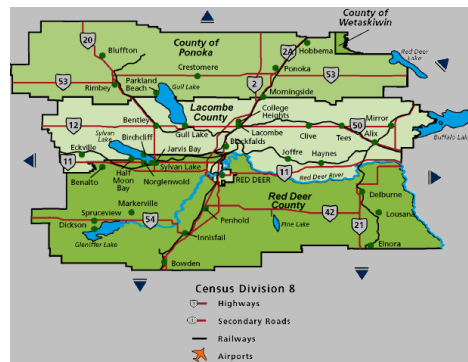 County of
Wetaskiwin
20
Bluffton
County of
Ponoka
2A
Hobbema
Red Deer
Lake
Crestomere
Ponoka
53
Rimbey
Parkland
Beach
Gull Lake
2
53
Morningside
Lacombe
County
College
Heights
12
Bentley
Gull Lake
Lacombe
50
Mirror
Sylvan
Lake
Birchcliff
Clive
Tees
Alix
Buffalo Lake
Eckville
Jarvis Bay
Blackfalds
Joffre
Haynes
11
Half
Moon
Bay
Sylvan Lake
Benalto
Norglenwold
RED DEER
11
Red Deer River
Markerville
Red Deer
County
Delburne
Spruceview
54
Penhold
42
Lousana
Dickson
Pine Lake
21
Glennifer Lake
Innisfail
Elnora
Bowden
Census Division 8
Highways
Secondary Roads
Railways
Airports